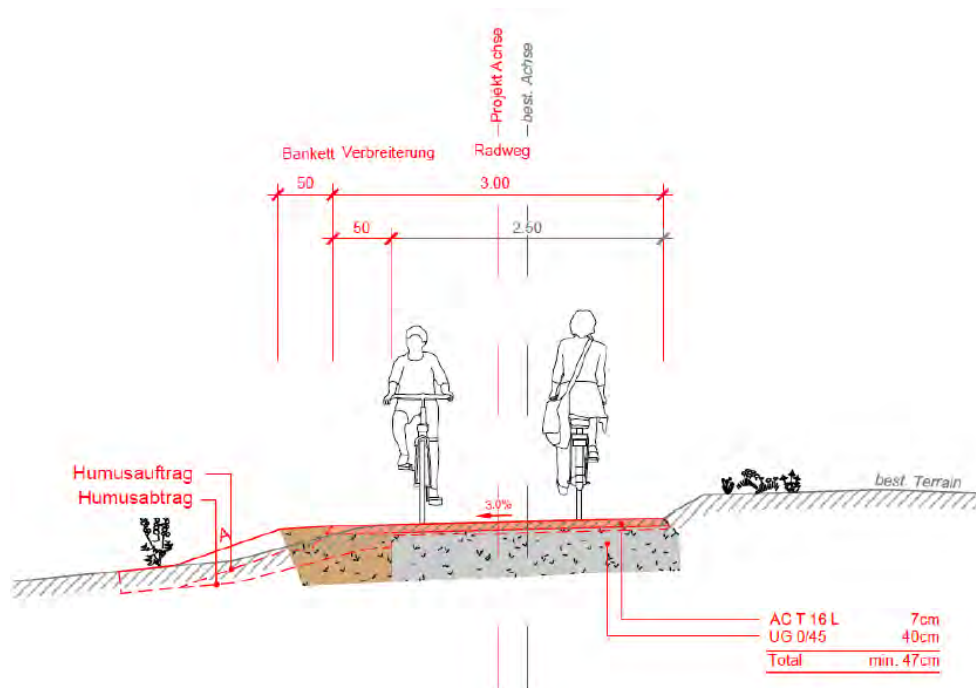 Projekt Achse
best. Achse
Bankett Verbreiterung Radweg
50 3.00
50 2.50
Humusauftrag
Humusabtrag
A
3.0%
best. Terrain
AC T 16 L 7cm
UG 0/45 40cm
Total min. 47cm